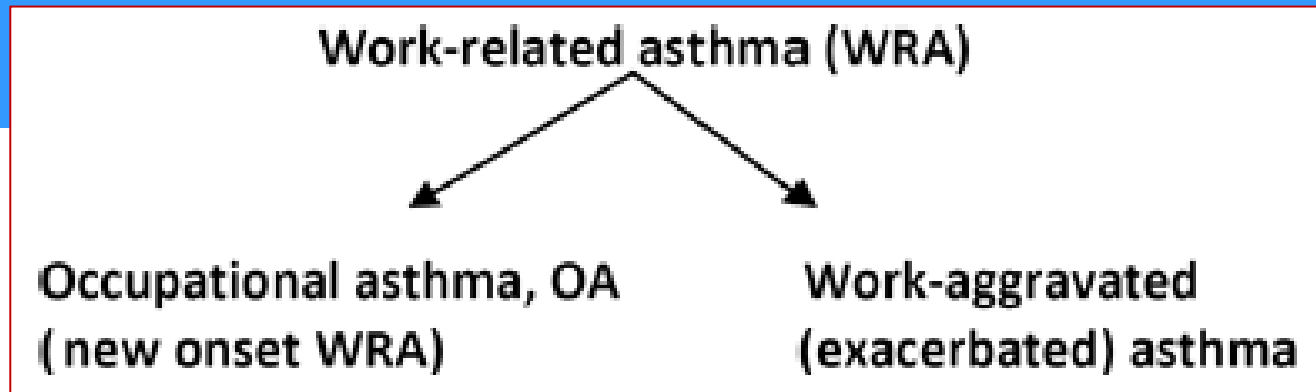 Work-related asthma (WRA)
Occupational asthma, OA
(new onset WRA)
Work-aggravated
(exacerbated) asthma